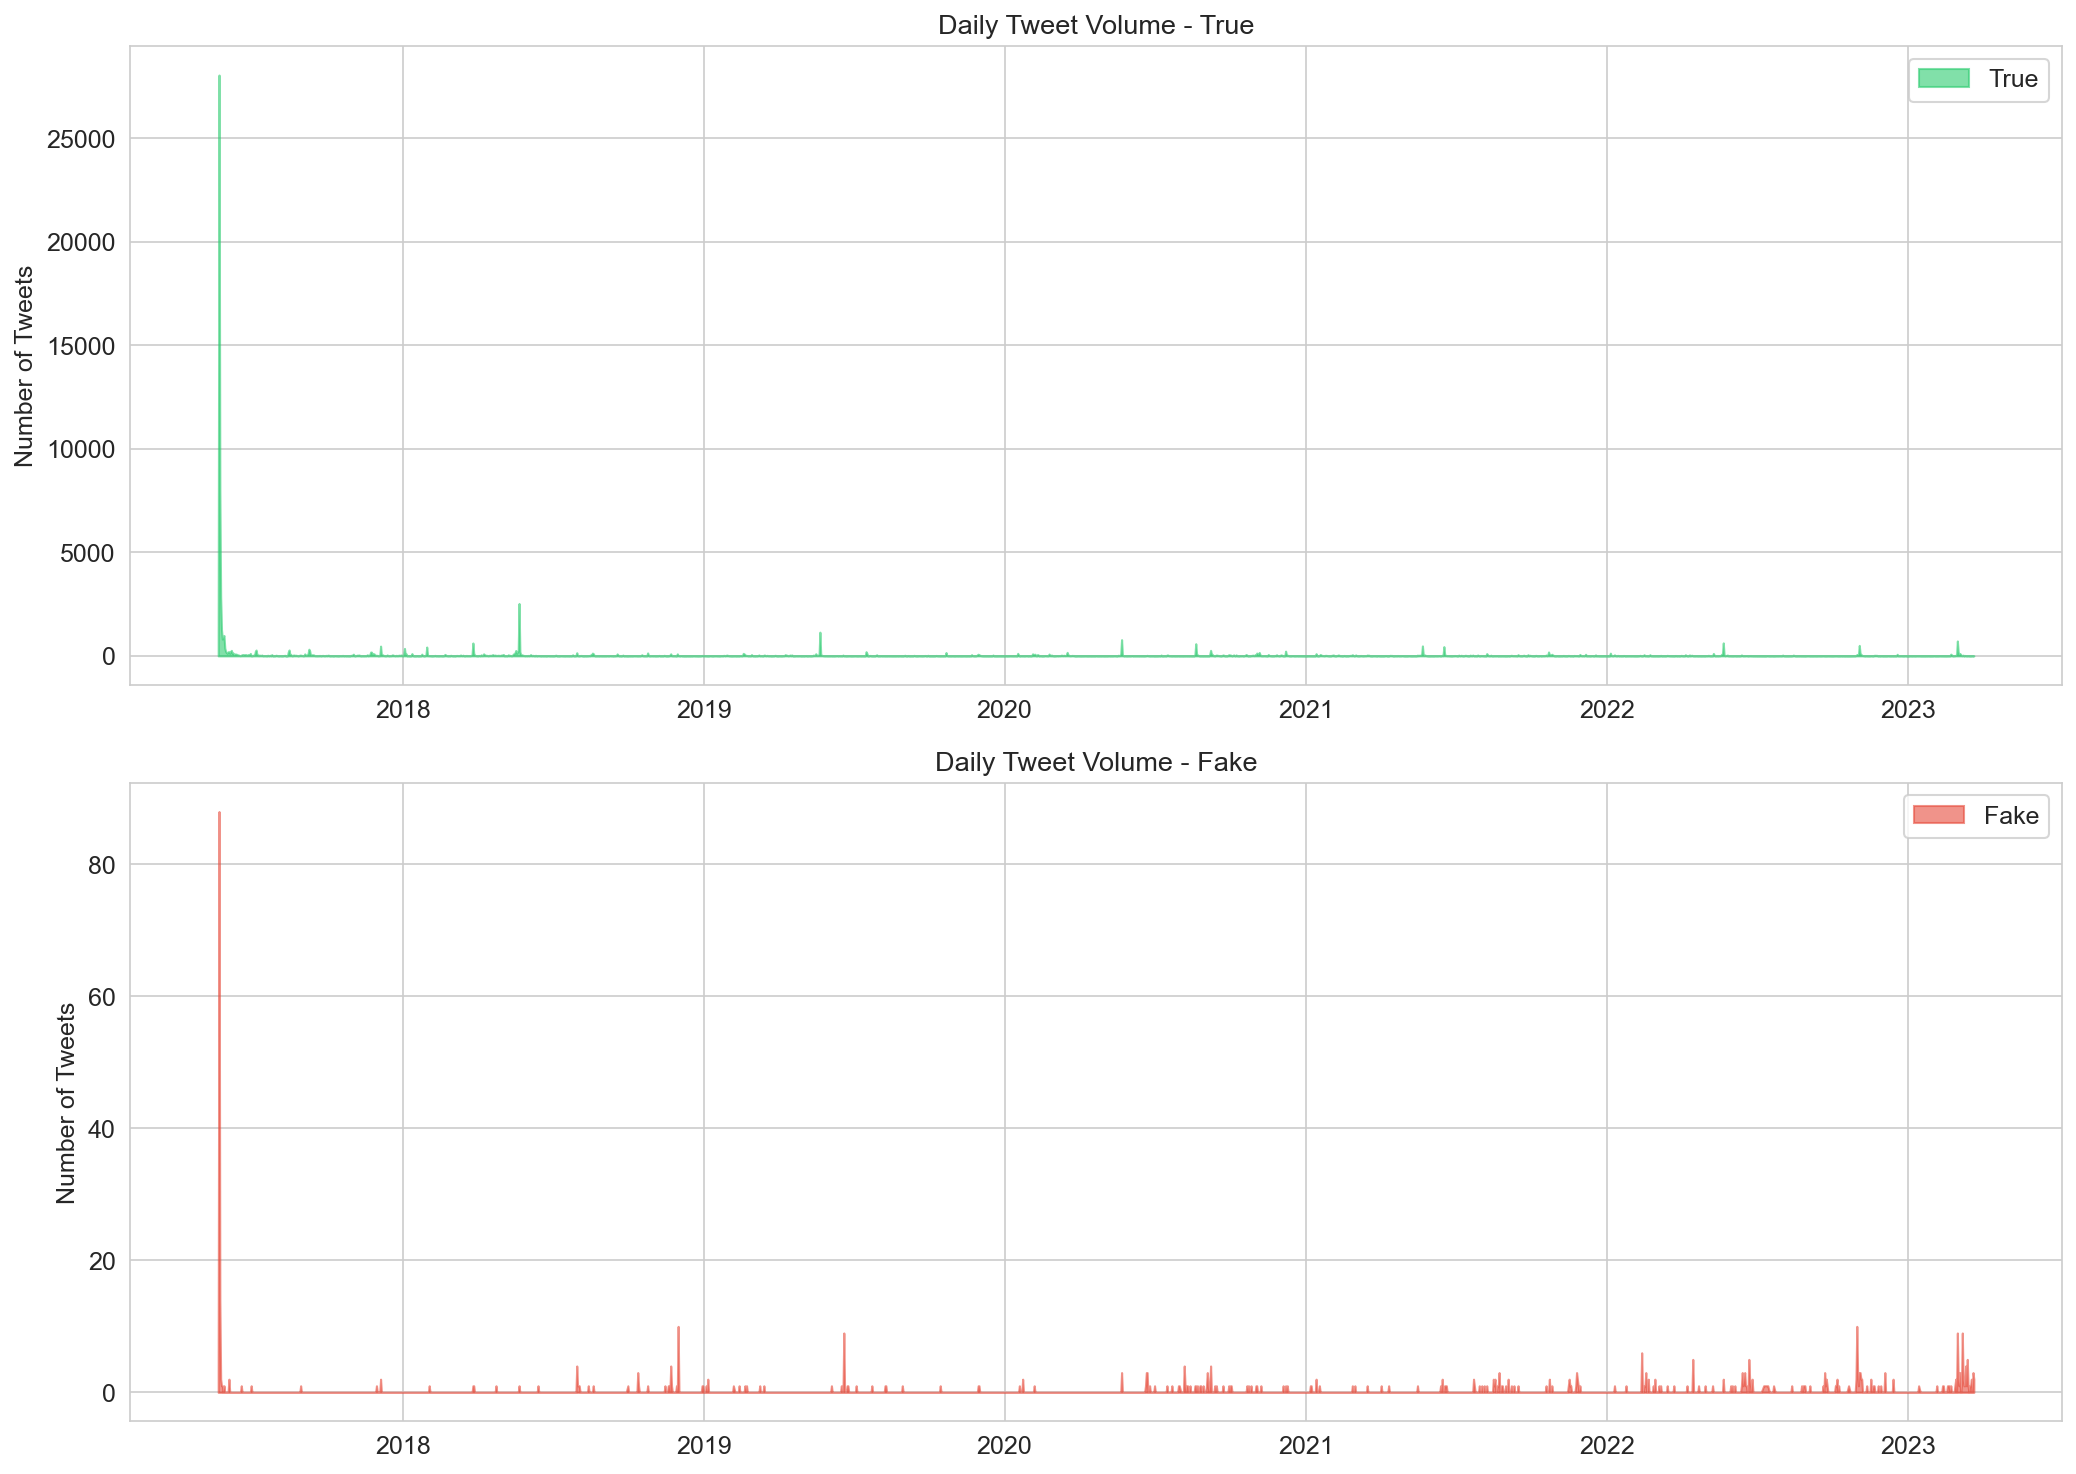 Daily Tweet Volume - True
True
Number of Tweets
25000
20000
15000
10000
5000
0
2018 2019 2020 2021 2022 2023
Daily Tweet Volume - Fake
Fake
Number of Tweets
80
60
40
20
0
2018 2019 2020 2021 2022 2023